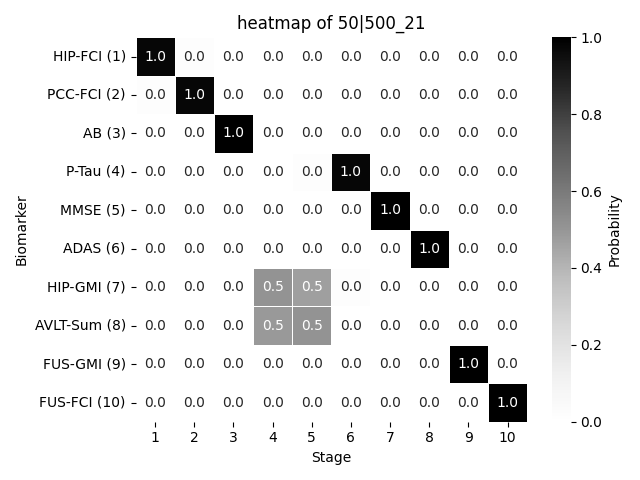 heatmap of 50|500_21
HIP-FCI (1) 1.0 0.0 0.0 0.0 0.0 0.0 0.0 0.0 0.0 0.0
PCC-FCI (2) 0.0 1.0 0.0 0.0 0.0 0.0 0.0 0.0 0.0 0.0
AB (3) 0.0 0.0 1.0 0.0 0.0 0.0 0.0 0.0 0.0 0.0
P-Tau (4) 0.0 0.0 0.0 0.0 0.0 1.0 0.0 0.0 0.0 0.0
MMSE (5) 0.0 0.0 0.0 0.0 0.0 0.0 1.0 0.0 0.0 0.0
ADAS (6) 0.0 0.0 0.0 0.0 0.0 0.0 0.0 1.0 0.0 0.0
HIP-GMI (7) 0.0 0.0 0.0 0.5 0.5 0.0 0.0 0.0 0.0 0.0
AVLT-Sum (8) 0.0 0.0 0.0 0.5 0.5 0.0 0.0 0.0 0.0 0.0
FUS-GMI (9) 0.0 0.0 0.0 0.0 0.0 0.0 0.0 0.0 1.0 0.0
FUS-FCI (10) 0.0 0.0 0.0 0.0 0.0 0.0 0.0 0.0 0.0 1.0
1 2 3 4 5 6 7 8 9 10
Stage
Biomarker
1.0
0.8
0.6
0.4
0.2
0.0
Probability